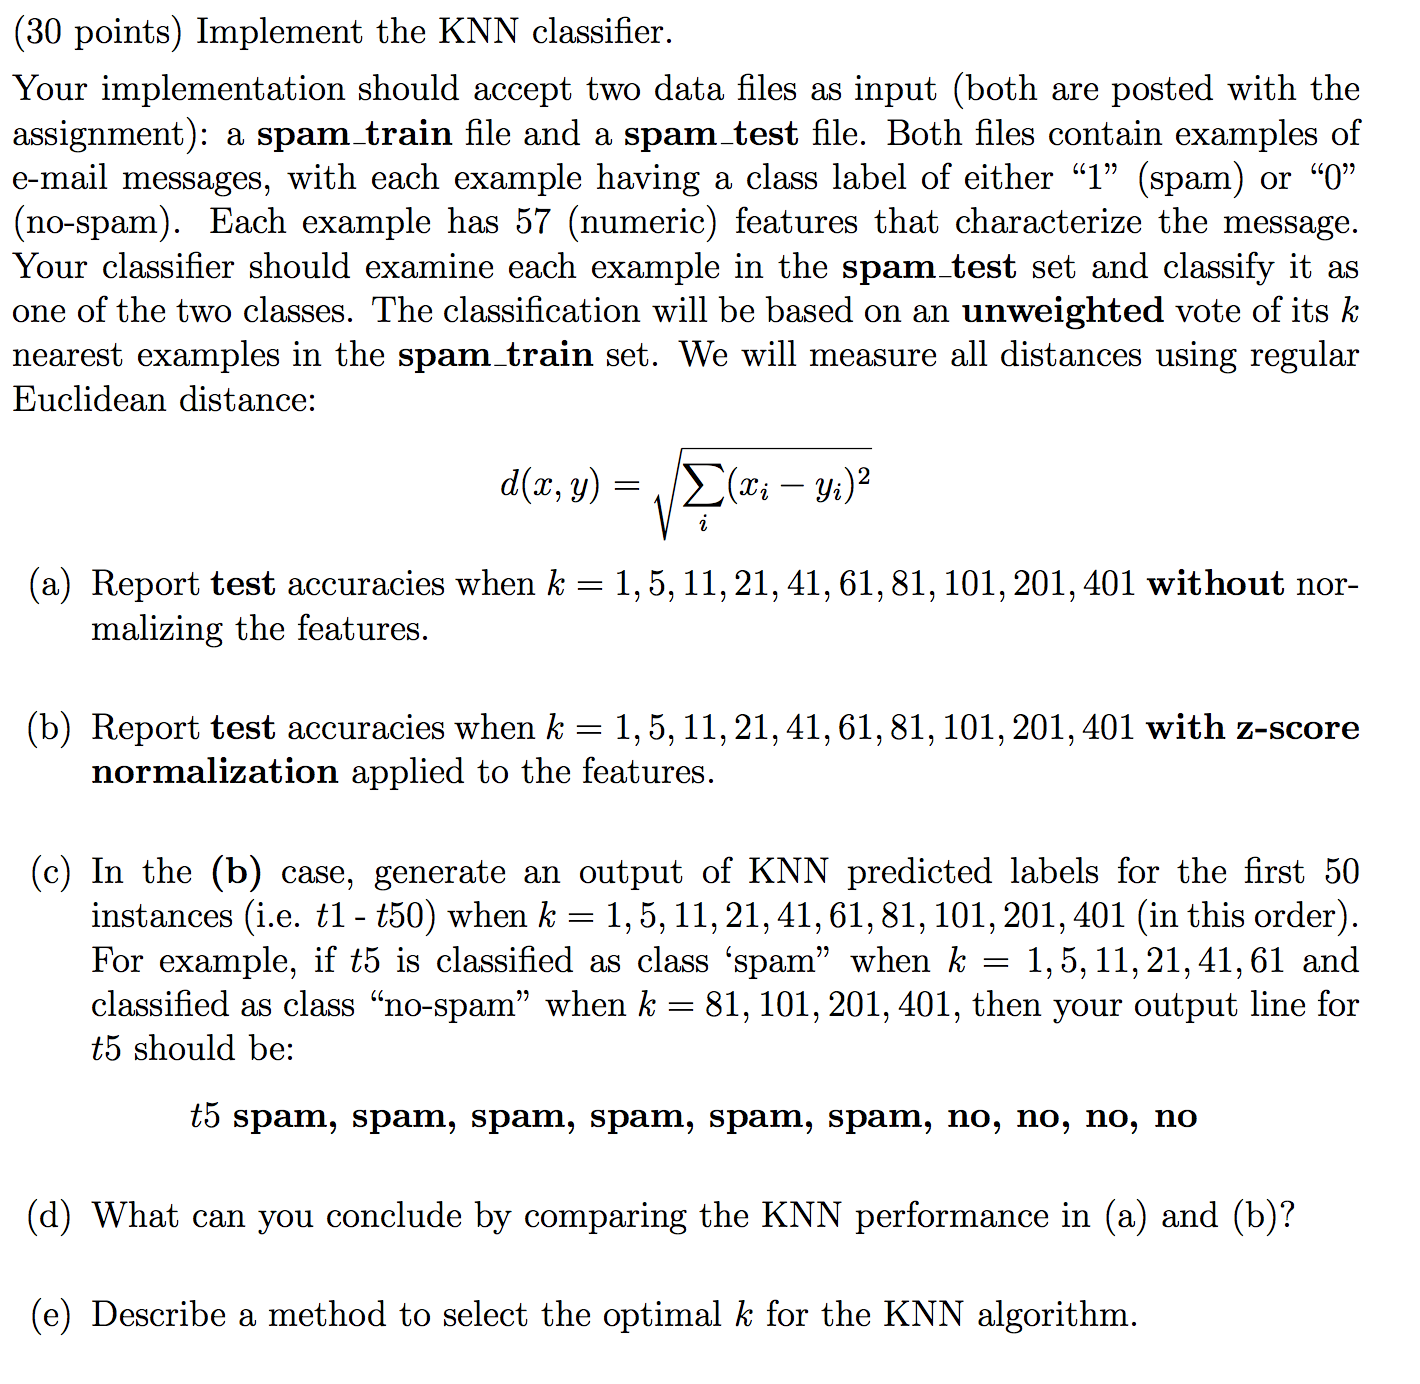 (30 points) Implement the KNN classifier.
Your implementation should accept two data files as input (both are posted with the
assignment): a spam_train file and a spam_test file. Both files contain examples of
e-mail messages, with each example having a class label of either “1” (spam) or “0”
(no-spam). Each example has 57 (numeric) features that characterize the message.
Your classifier should examine each example in the spam_test set and classify it as
one of the two classes. The classification will be based on an unweighted vote of its k
nearest examples in the spam_train set. We will measure all distances using regular
Euclidean distance:
d(x, y) = √∑i(xi − yi)²
(a) Report test accuracies when k = 1, 5, 11, 21, 41, 61, 81, 101, 201, 401 without nor-
malizing the features.
(b) Report test accuracies when k = 1, 5, 11, 21, 41, 61, 81, 101, 201, 401 with z-score
normalization applied to the features.
(c) In the (b) case, generate an output of KNN predicted labels for the first 50
instances (i.e. t1 - t50) when k = 1, 5, 11, 21, 41, 61, 81, 101, 201, 401 (in this order).
For example, if t5 is classified as class ‘spam” when k = 1, 5, 11, 21, 41, 61 and
classified as class “no-spam” when k = 81, 101, 201, 401, then your output line for
t5 should be:
t5 spam, spam, spam, spam, spam, spam, no, no, no, no
(d) What can you conclude by comparing the KNN performance in (a) and (b)?
(e) Describe a method to select the optimal k for the KNN algorithm.